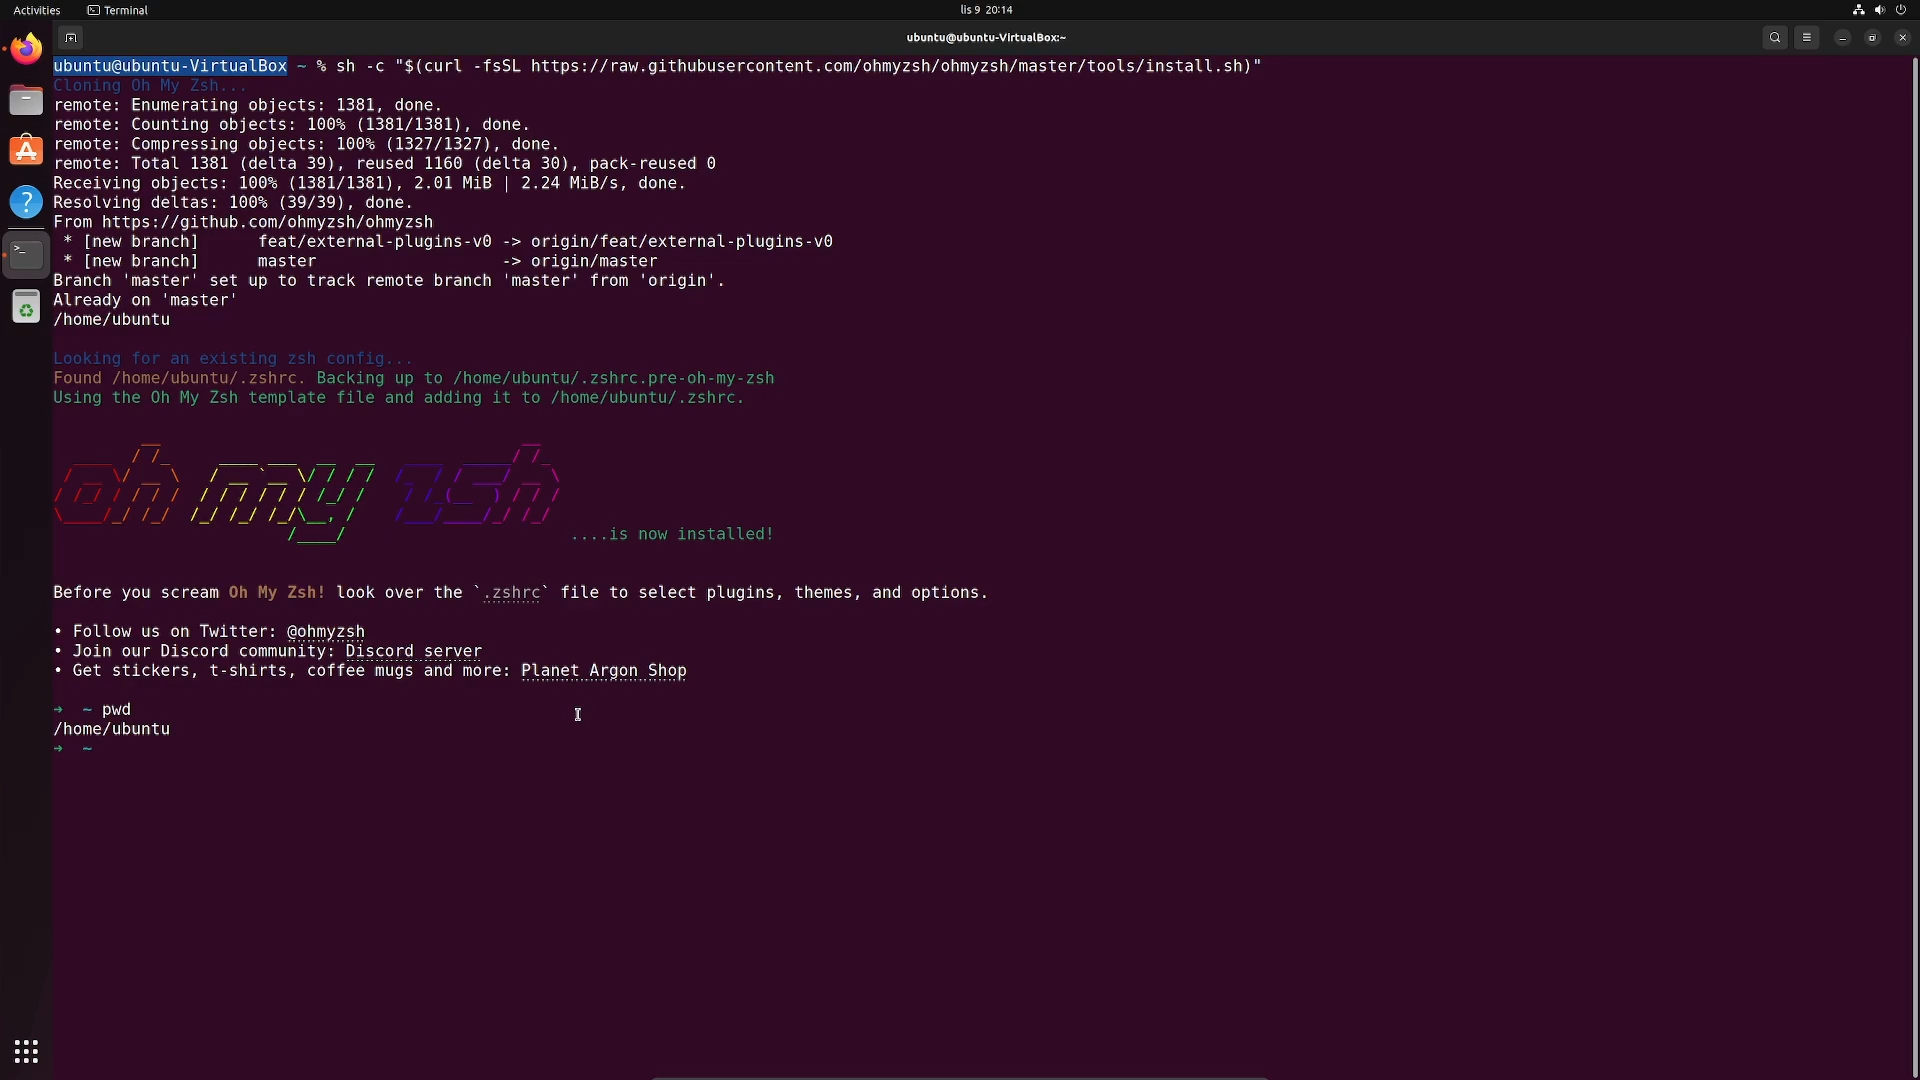 Activities Terminal lis 9 20:14
ubuntu@ubuntu-VirtualBox:~
ubuntu@ubuntu-VirtualBox ~ % sh -c "$(curl -fsSL https://raw.githubusercontent.com/ohmyzsh/ohmyzsh/master/tools/install.sh)"
Cloning Oh My Zsh...
remote: Enumerating objects: 1381, done.
remote: Counting objects: 100% (1381/1381), done.
remote: Compressing objects: 100% (1327/1327), done.
remote: Total 1381 (delta 39), reused 1160 (delta 30), pack-reused 0
Receiving objects: 100% (1381/1381), 2.01 MiB | 2.24 MiB/s, done.
Resolving deltas: 100% (39/39), done.
From https://github.com/ohmyzsh/ohmyzsh
 * [new branch]      feat/external-plugins-v0 -> origin/feat/external-plugins-v0
 * [new branch]      master                   -> origin/master
Branch 'master' set up to track remote branch 'master' from 'origin'.
Already on 'master'
/home/ubuntu
Looking for an existing zsh config...
Found /home/ubuntu/.zshrc. Backing up to /home/ubuntu/.zshrc.pre-oh-my-zsh
Using the Oh My Zsh template file and adding it to /home/ubuntu/.zshrc.
oh my zsh
....is now installed!
Before you scream Oh My Zsh! look over the `.zshrc` file to select plugins, themes, and options.
• Follow us on Twitter: @ohmyzsh
• Join our Discord community: Discord server
• Get stickers, t-shirts, coffee mugs and more: Planet Argon Shop
➜  ~ pwd
/home/ubuntu
➜  ~